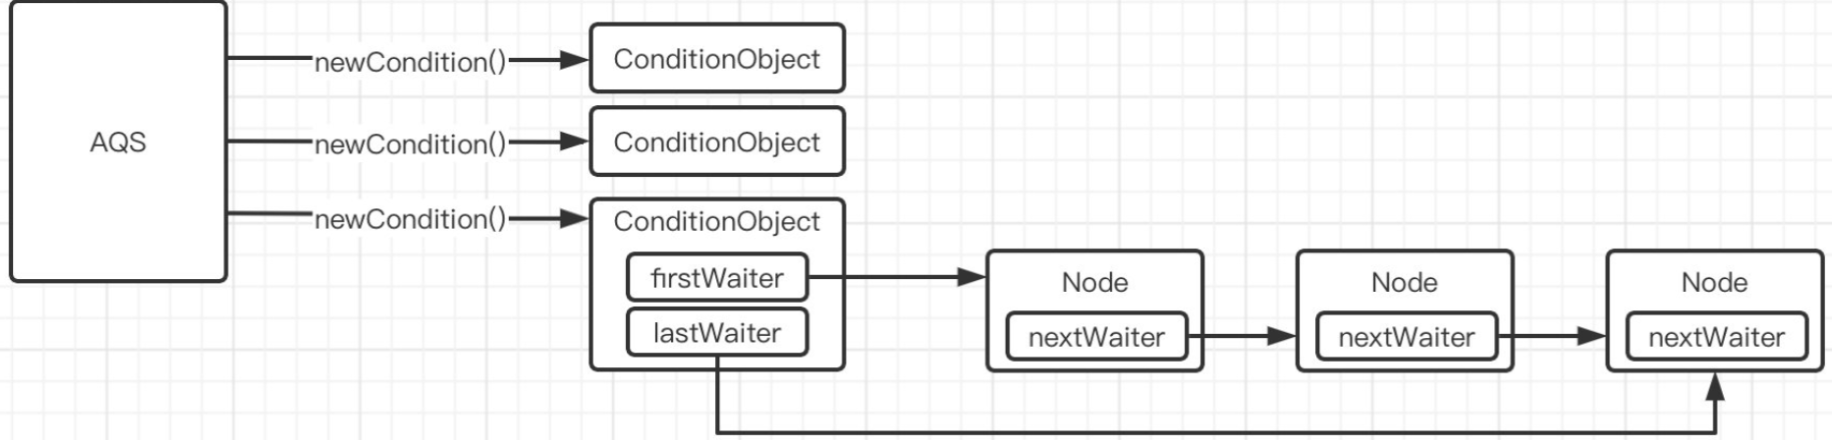 AQS
newCondition()
ConditionObject
newCondition()
ConditionObject
newCondition()
ConditionObject
firstWaiter
lastWaiter
Node
nextWaiter
Node
nextWaiter
Node
nextWaiter